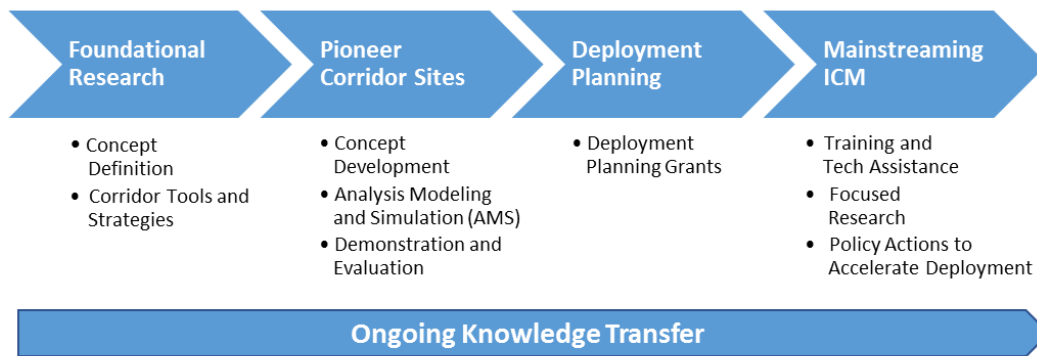 Foundational
Research
Pioneer
Corridor Sites
Deployment
Planning
Mainstreaming
ICM
• Concept
Definition
• Corridor Tools and
Strategies
• Concept
Development
• Analysis Modeling
and Simulation (AMS)
• Demonstration and
Evaluation
• Deployment
Planning Grants
• Training and
Tech Assistance
• Focused
Research
• Policy Actions to
Accelerate Deployment
Ongoing Knowledge Transfer